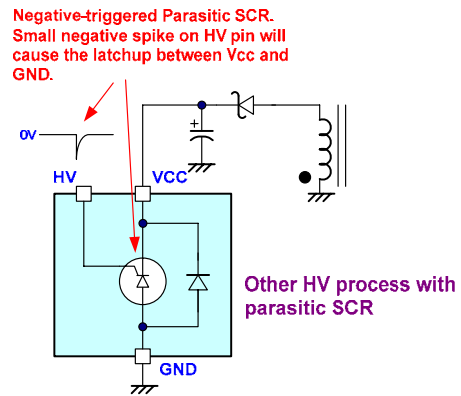 Negative-triggered Parasitic SCR.
Small negative spike on HV pin will
cause the latchup between Vcc and
GND.
0V
+
HV
VCC
Other HV process with
parasitic SCR
GND